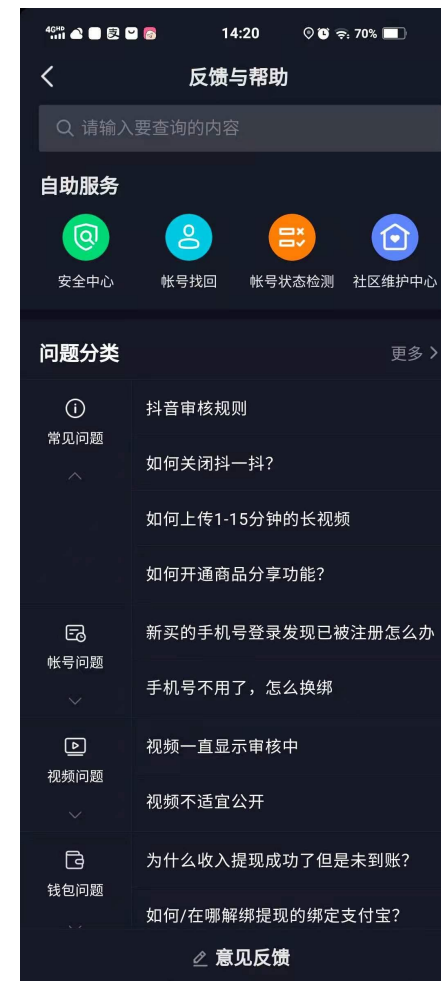 4GHD 14:20 70%
反馈与帮助
请输入要查询的内容
自助服务
安全中心 帐号找回 帐号状态检测 社区维护中心
问题分类 更多
常见问题
抖音审核规则
如何关闭抖一抖？
如何上传1-15分钟的长视频
如何开通商品分享功能？
帐号问题
新买的手机号登录发现已被注册怎么办
手机号不用了，怎么换绑
视频问题
视频一直显示审核中
视频不适宜公开
钱包问题
为什么收入提现成功了但是未到账？
如何/在哪解绑提现的绑定支付宝？
意见反馈